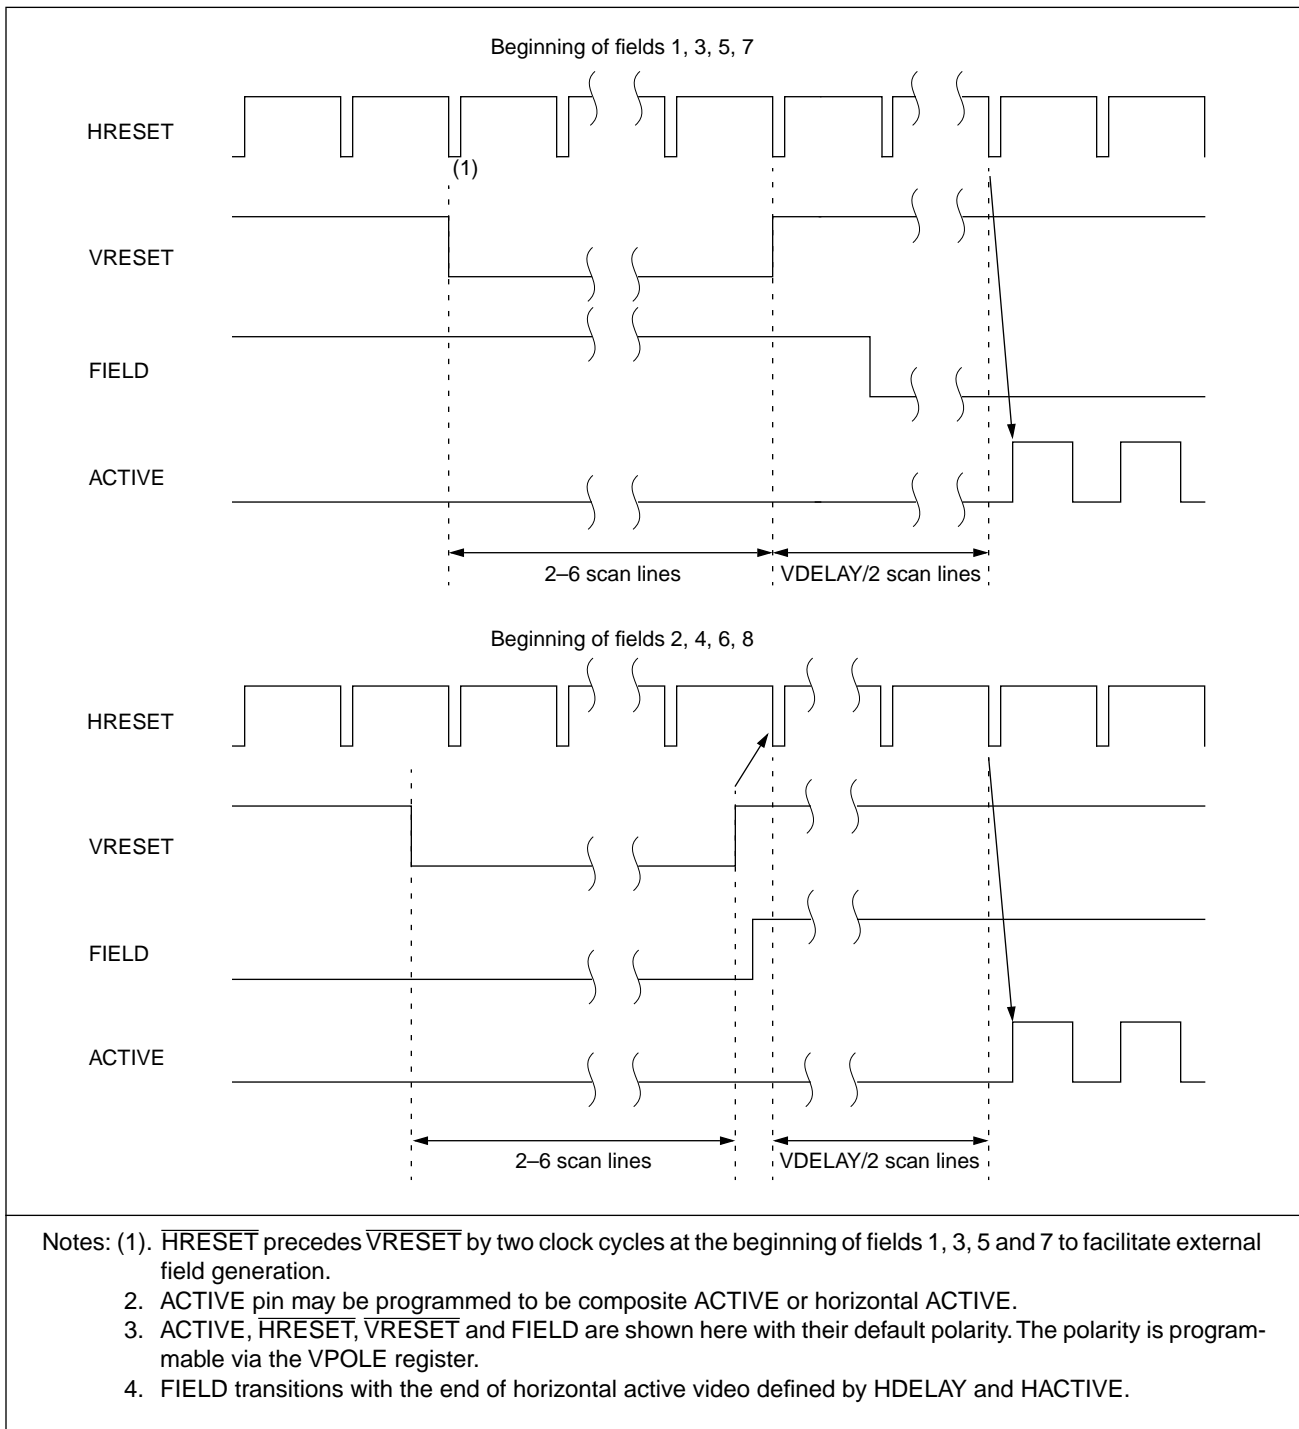 Beginning of fields 1, 3, 5, 7
HRESET
(1)
VRESET
FIELD
ACTIVE
2–6 scan lines
VDELAY/2 scan lines
Beginning of fields 2, 4, 6, 8
HRESET
VRESET
FIELD
ACTIVE
2–6 scan lines
VDELAY/2 scan lines
Notes: (1). HRESET precedes VRESET by two clock cycles at the beginning of fields 1, 3, 5 and 7 to facilitate external
field generation.
2. ACTIVE pin may be programmed to be composite ACTIVE or horizontal ACTIVE.
3. ACTIVE, HRESET, VRESET and FIELD are shown here with their default polarity. The polarity is program-
mable via the VPOLE register.
4. FIELD transitions with the end of horizontal active video defined by HDELAY and HACTIVE.